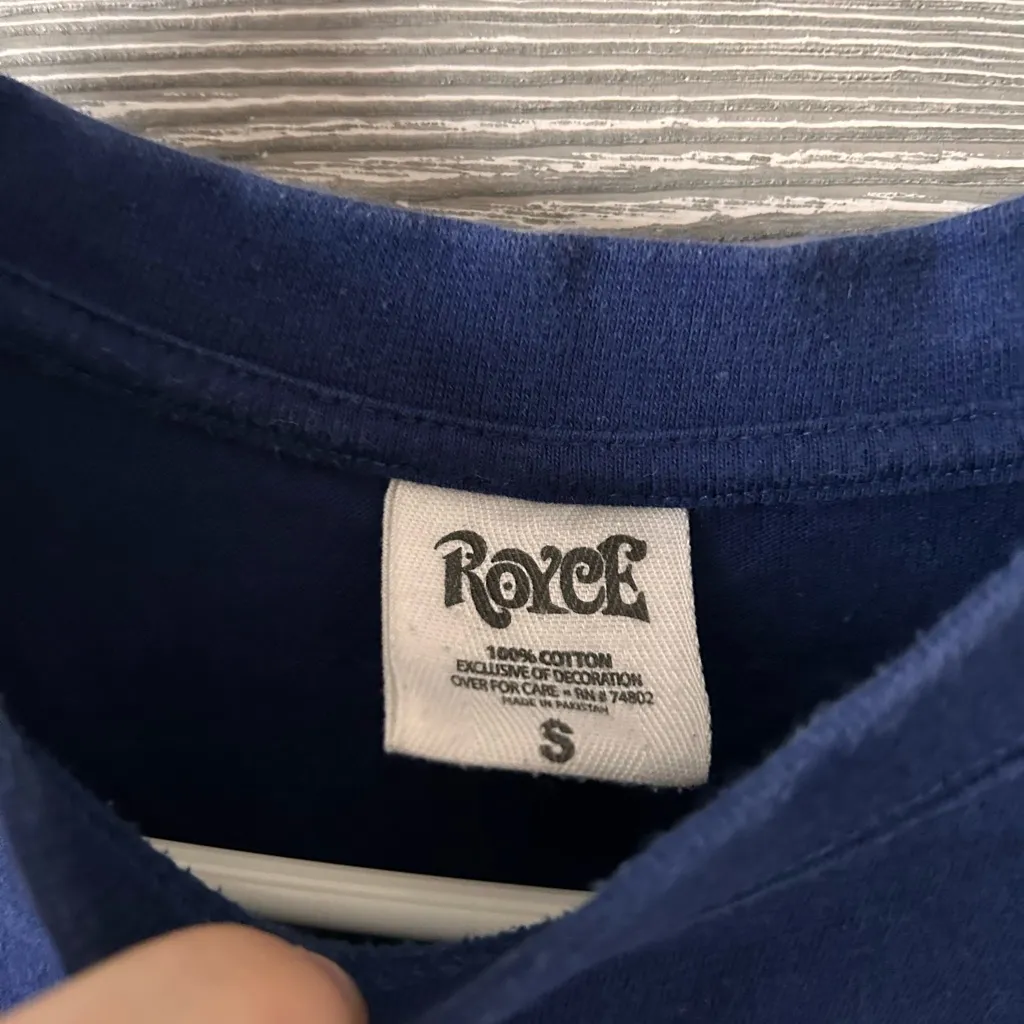 ROYCE
100% COTTON
EXCLUSIVE OF DECORATION
OVER FOR CARE • RN # 74802
MADE IN PAKISTAN
S